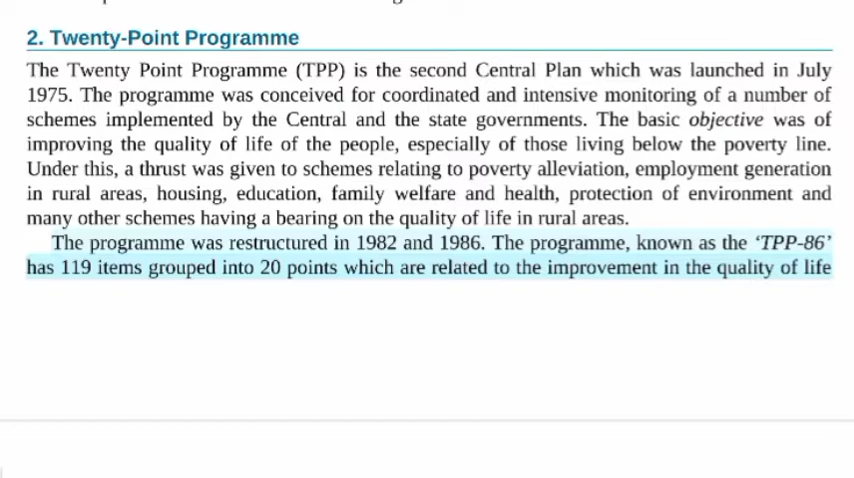 2. Twenty-Point Programme
The Twenty Point Programme (TPP) is the second Central Plan which was launched in July
1975. The programme was conceived for coordinated and intensive monitoring of a number of
schemes implemented by the Central and the state governments. The basic objective was of
improving the quality of life of the people, especially of those living below the poverty line.
Under this, a thrust was given to schemes relating to poverty alleviation, employment generation
in rural areas, housing, education, family welfare and health, protection of environment and
many other schemes having a bearing on the quality of life in rural areas.
The programme was restructured in 1982 and 1986. The programme, known as the ‘TPP-86’
has 119 items grouped into 20 points which are related to the improvement in the quality of life